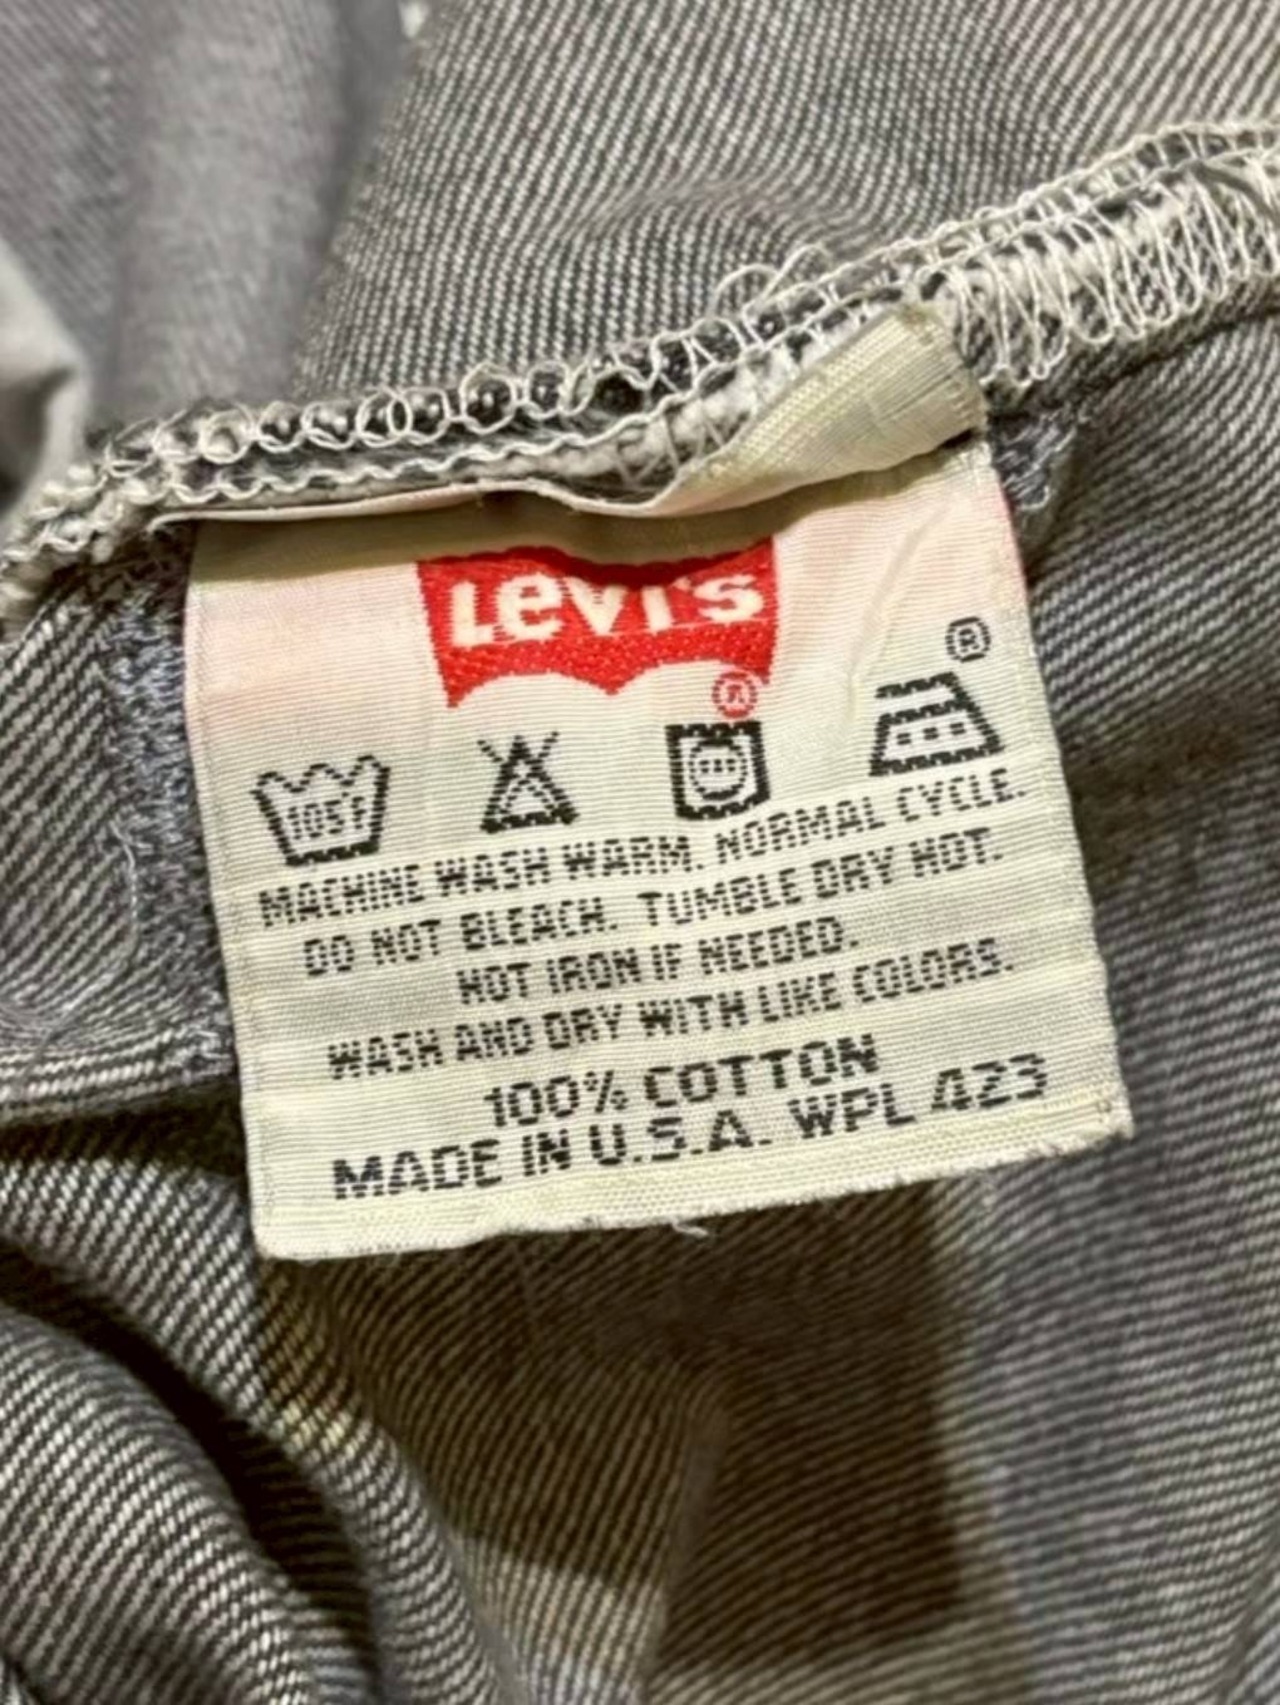 Levi's
®
®
105F
MACHINE WASH WARM. NORMAL CYCLE.
DO NOT BLEACH. TUMBLE DRY HOT.
HOT IRON IF NEEDED.
WASH AND DRY WITH LIKE COLORS.
100% COTTON
MADE IN U.S.A. WPL 423